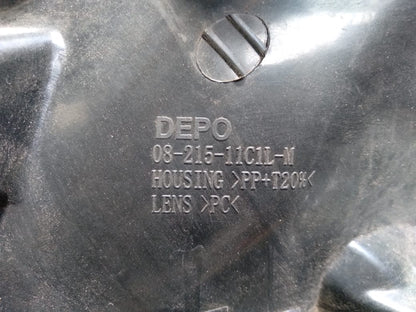 DEPO
08-215-11C1L-M
HOUSING >PP+T20%<
LENS >PC<